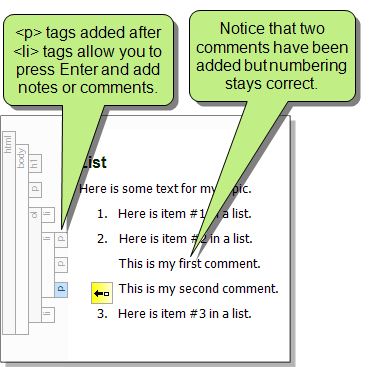 <p> tags added after
<li> tags allow you to
press Enter and add
notes or comments.
Notice that two
comments have been
added but numbering
stays correct.
html
body
h1
p
ol
li
li
p
p
p
li
List
Here is some text for my topic.
1. Here is item #1 in a list.
2. Here is item #2 in a list.
This is my first comment.
This is my second comment.
3. Here is item #3 in a list.